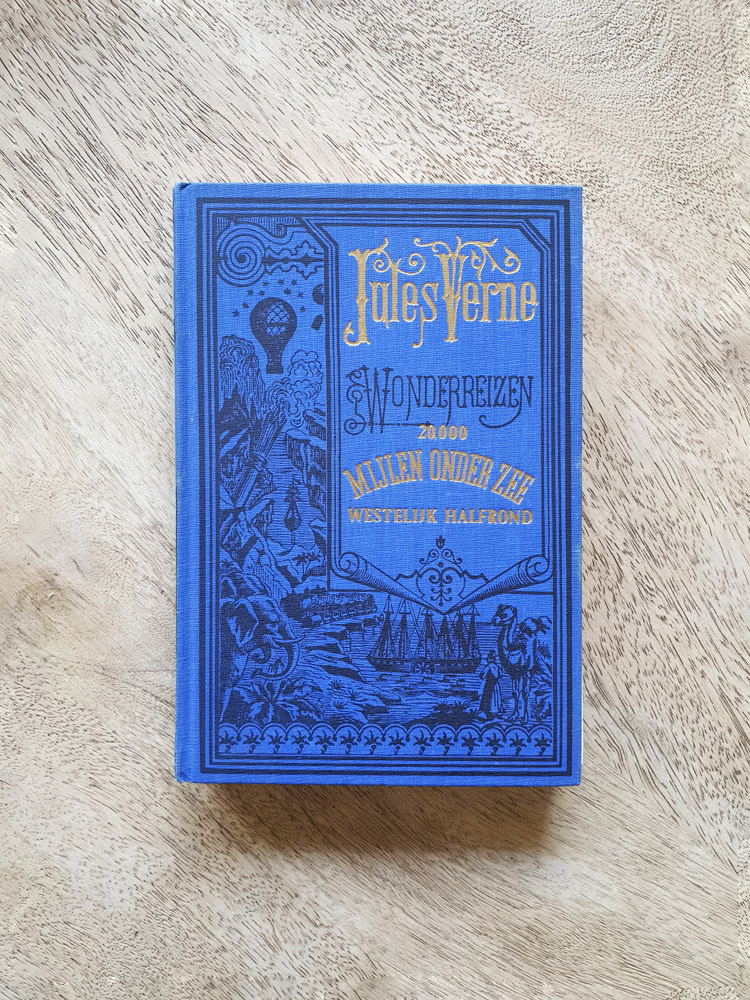 Jules Verne
Wonderreizen
20.000
MIJLEN ONDER ZEE
WESTELIJK HALFROND